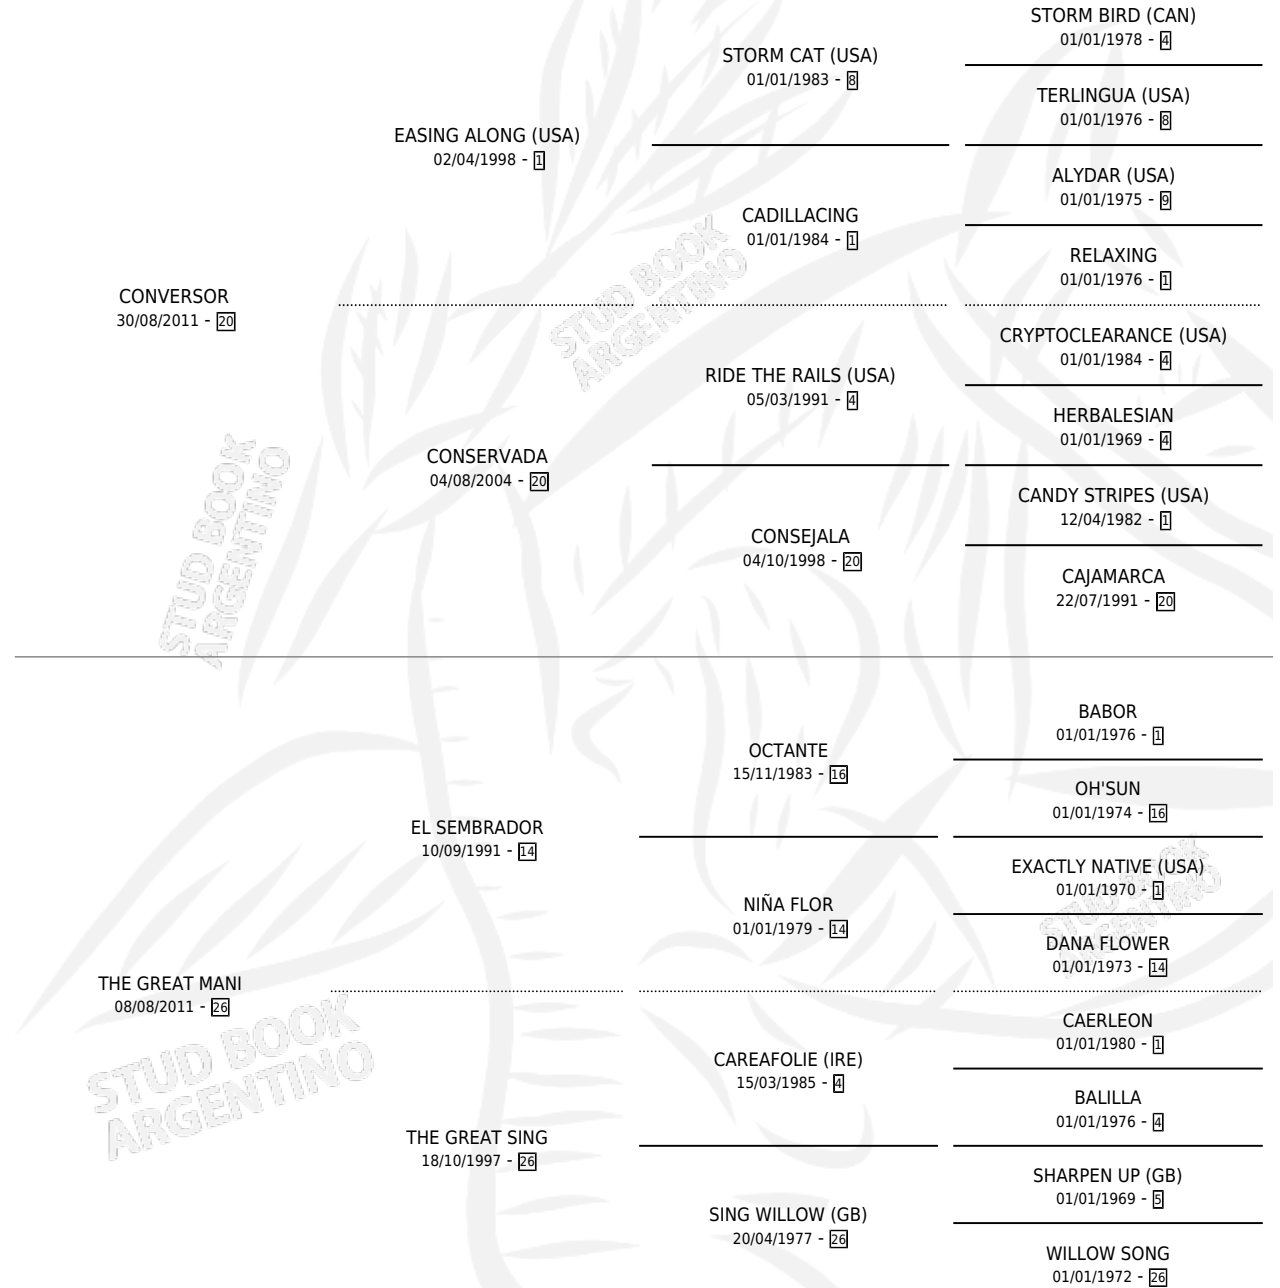 STORM BIRD (CAN)
01/01/1978 - 4
STORM CAT (USA)
01/01/1983 - 8
TERLINGUA (USA)
01/01/1976 - 8
EASING ALONG (USA)
02/04/1998 - 1
ALYDAR (USA)
01/01/1975 - 9
CADILLACING
01/01/1984 - 1
RELAXING
01/01/1976 - 1
CONVERSOR
30/08/2011 - 20
CRYPTOCLEARANCE (USA)
01/01/1984 - 4
RIDE THE RAILS (USA)
05/03/1991 - 4
HERBALESIAN
01/01/1969 - 4
CONSERVADA
04/08/2004 - 20
CANDY STRIPES (USA)
12/04/1982 - 1
CONSEJALA
04/10/1998 - 20
CAJAMARCA
22/07/1991 - 20
STUD BOOK
ARGENTINO
STUD BOOK
ARGENTINO
BABOR
01/01/1976 - 1
OCTANTE
15/11/1983 - 16
OH'SUN
01/01/1974 - 16
EL SEMBRADOR
10/09/1991 - 14
EXACTLY NATIVE (USA)
01/01/1970 - 1
NIÑA FLOR
01/01/1979 - 14
DANA FLOWER
01/01/1973 - 14
STUD BOOK
ARGENTINO
THE GREAT MANI
08/08/2011 - 26
CAERLEON
01/01/1980 - 1
CAREAFOLIE (IRE)
15/03/1985 - 4
BALILLA
01/01/1976 - 4
THE GREAT SING
18/10/1997 - 26
SHARPEN UP (GB)
01/01/1969 - 5
SING WILLOW (GB)
20/04/1977 - 26
WILLOW SONG
01/01/1972 - 26
STUD BOOK
ARGENTINO